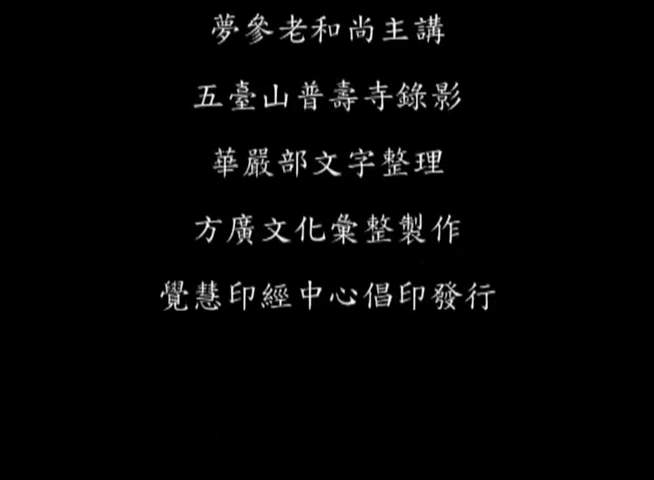 夢參老和尚主講
五臺山普壽寺錄影
華嚴部文字整理
方廣文化彙整製作
覺慧印經中心倡印發行